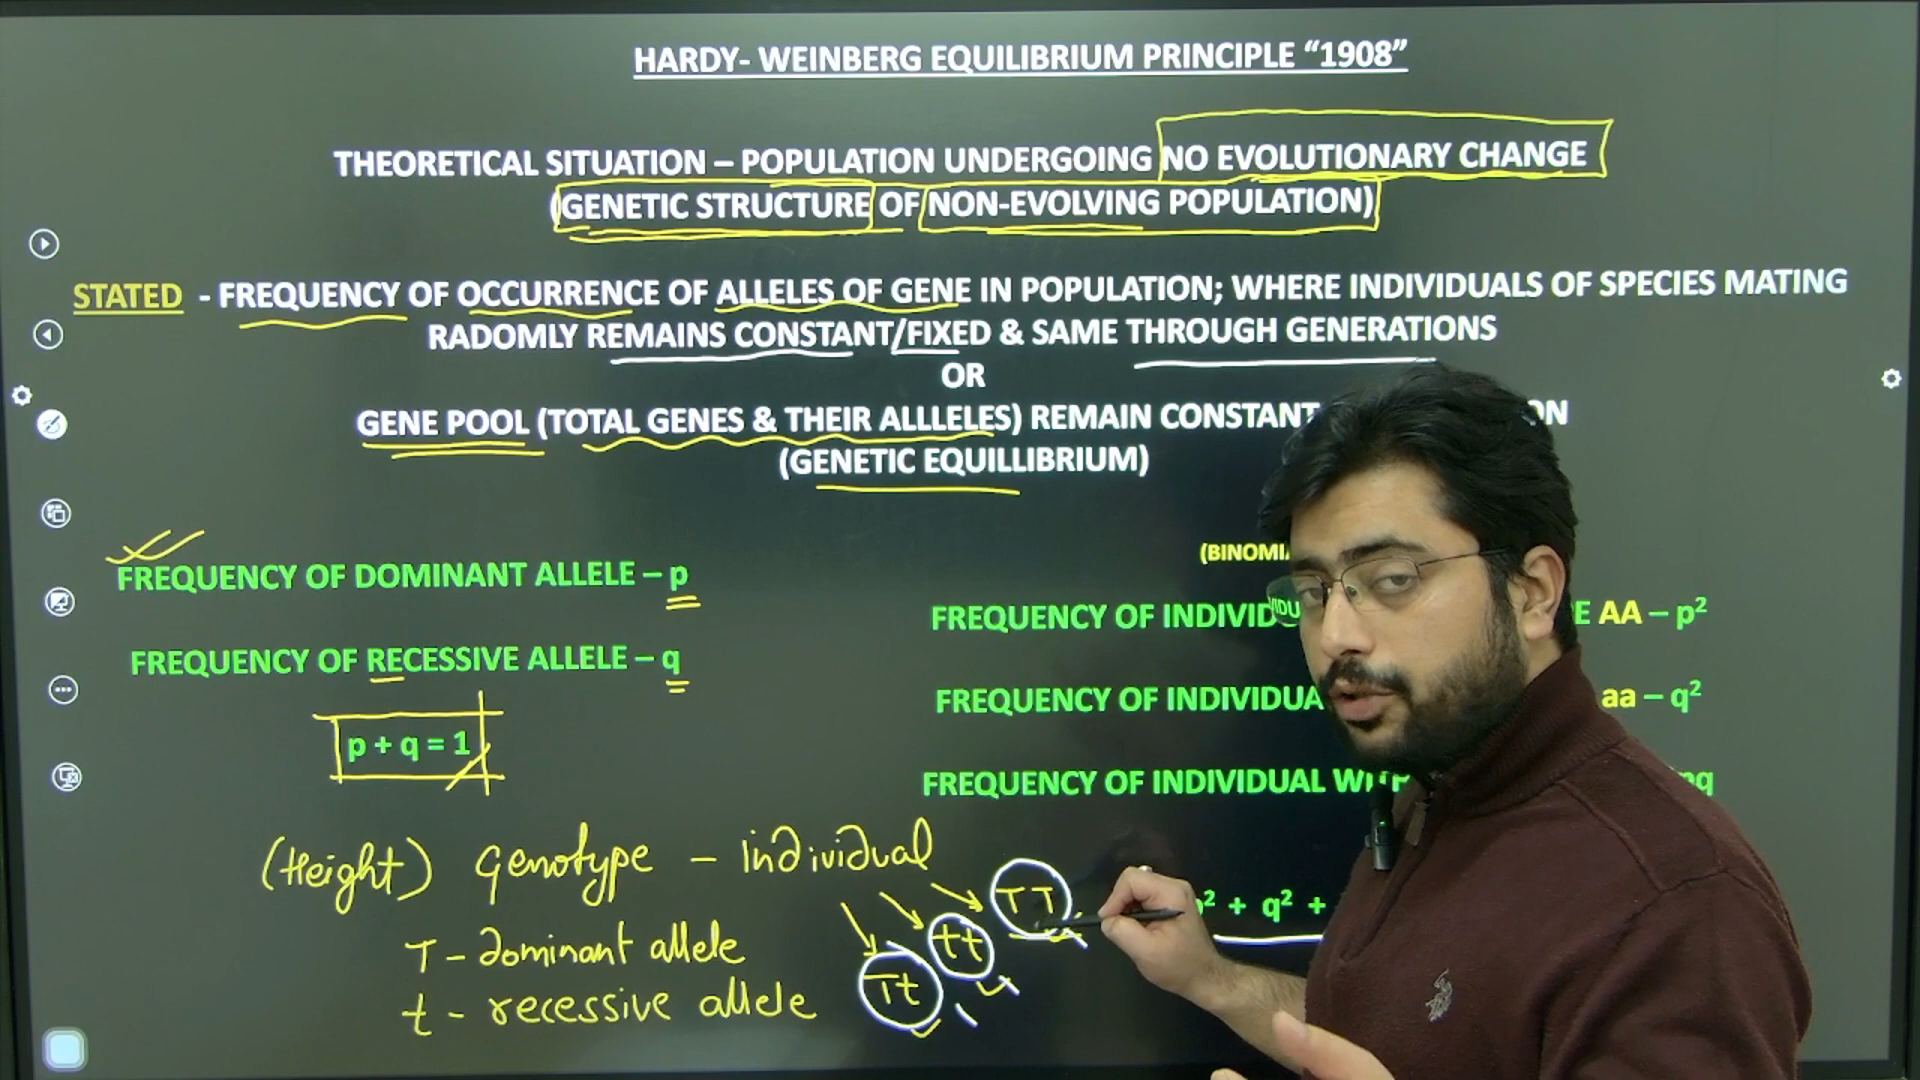 HARDY- WEINBERG EQUILIBRIUM PRINCIPLE “1908”
THEORETICAL SITUATION – POPULATION UNDERGOING NO EVOLUTIONARY CHANGE
(GENETIC STRUCTURE OF NON-EVOLVING POPULATION)
STATED - FREQUENCY OF OCCURRENCE OF ALLELES OF GENE IN POPULATION; WHERE INDIVIDUALS OF SPECIES MATING
RADOMLY REMAINS CONSTANT/FIXED & SAME THROUGH GENERATIONS
OR
GENE POOL (TOTAL GENES & THEIR ALLLELES) REMAIN CONSTANT
(GENETIC EQUILLIBRIUM)
FREQUENCY OF DOMINANT ALLELE – p
FREQUENCY OF RECESSIVE ALLELE – q
p + q = 1
FREQUENCY OF AA – p²
FREQUENCY OF aa – q²
FREQUENCY OF INDIVIDUAL
+ q² +
(Height) Genotype – individual
T – dominant allele
t – recessive allele
TT
tt
Tt